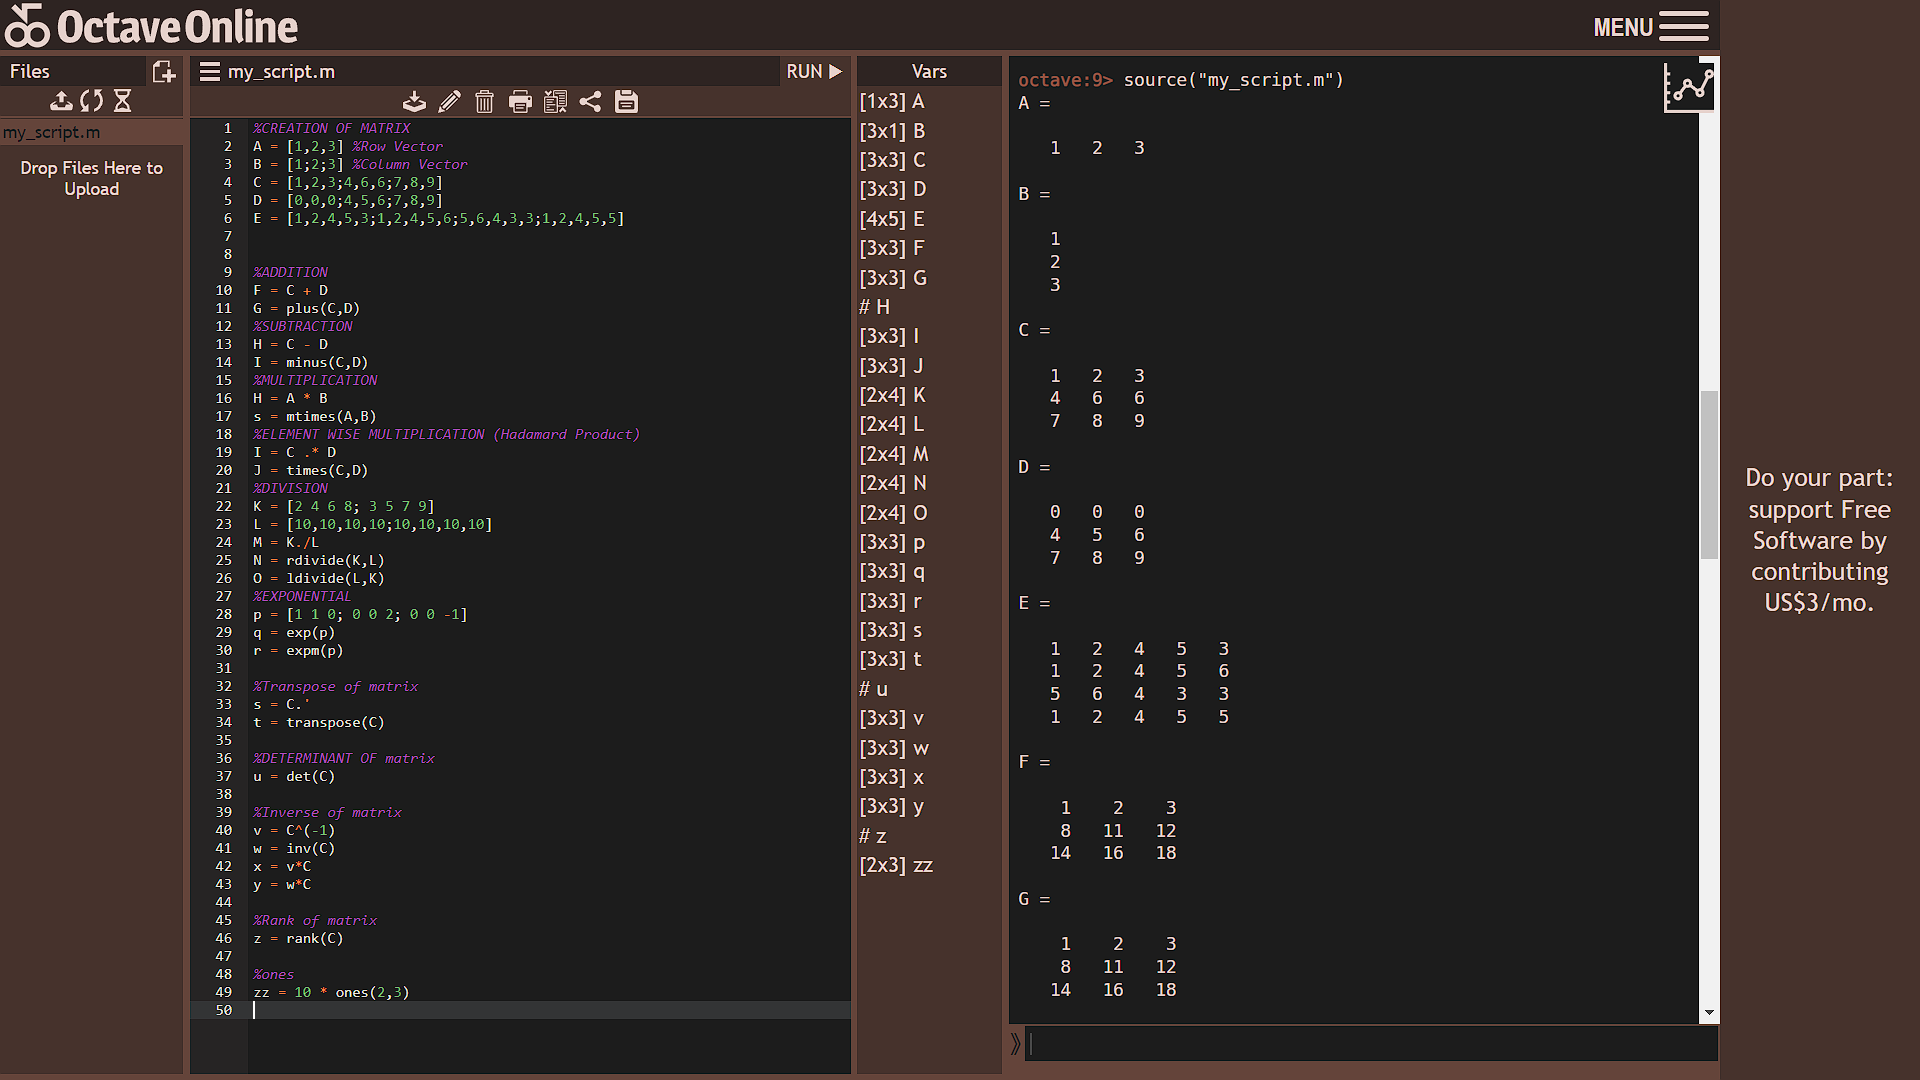 Octave Online
MENU
Files
my_script.m
Drop Files Here to
Upload
my_script.m
RUN
1 %CREATION OF MATRIX
2 A = [1,2,3] %Row Vector
3 B = [1;2;3] %Column Vector
4 C = [1,2,3;4,6,6;7,8,9]
5 D = [0,0,0;4,5,6;7,8,9]
6 E = [1,2,4,5,3;1,2,4,5,6;5,6,4,3,3;1,2,4,5,5]
7
8
9 %ADDITION
10 F = C + D
11 G = plus(C,D)
12 %SUBTRACTION
13 H = C - D
14 I = minus(C,D)
15 %MULTIPLICATION
16 H = A * B
17 s = mtimes(A,B)
18 %ELEMENT WISE MULTIPLICATION (Hadamard Product)
19 I = C .* D
20 J = times(C,D)
21 %DIVISION
22 K = [2 4 6 8; 3 5 7 9]
23 L = [10,10,10,10;10,10,10,10]
24 M = K./L
25 N = rdivide(K,L)
26 O = ldivide(L,K)
27 %EXPONENTIAL
28 p = [1 1 0; 0 0 2; 0 0 -1]
29 q = exp(p)
30 r = expm(p)
31
32 %Transpose of matrix
33 s = C.'
34 t = transpose(C)
35
36 %DETERMINANT OF matrix
37 u = det(C)
38
39 %Inverse of matrix
40 v = C^(-1)
41 w = inv(C)
42 x = v*C
43 y = w*C
44
45 %Rank of matrix
46 z = rank(C)
47
48 %ones
49 zz = 10 * ones(2,3)
50
Vars
[1x3] A
[3x1] B
[3x3] C
[3x3] D
[4x5] E
[3x3] F
[3x3] G
# H
[3x3] I
[3x3] J
[2x4] K
[2x4] L
[2x4] M
[2x4] N
[2x4] O
[3x3] p
[3x3] q
[3x3] r
[3x3] s
[3x3] t
# u
[3x3] v
[3x3] w
[3x3] x
[3x3] y
# z
[2x3] zz
octave:9> source("my_script.m")
A =
1 2 3
B =
1
2
3
C =
1 2 3
4 6 6
7 8 9
D =
0 0 0
4 5 6
7 8 9
E =
1 2 4 5 3
1 2 4 5 6
5 6 4 3 3
1 2 4 5 5
F =
1 2 3
8 11 12
14 16 18
G =
1 2 3
8 11 12
14 16 18
Do your part:
support Free
Software by
contributing
US$3/mo.